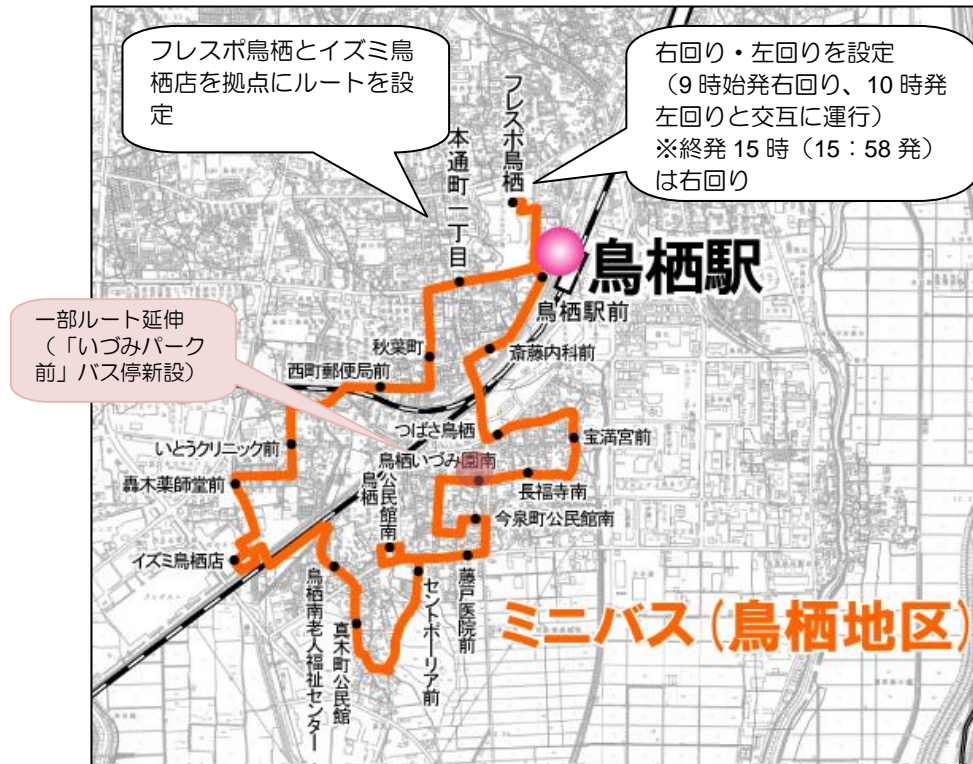 フレスポ鳥栖とイズミ鳥
栖店を拠点にルートを設
定
右回り・左回りを設定
（9 時始発右回り、10 時発
左回りと交互に運行）
※終発 15 時（15：58 発）
は右回り
フレスポ鳥栖
本通町一丁目
鳥栖駅
鳥栖駅前
一部ルート延伸
（「いづみパーク
前」バス停新設）
秋葉町
斎藤内科前
西町郵便局前
つばさ鳥栖
宝満宮前
いとうクリニック前
鳥栖いづみ園南
轟木薬師堂前
鳥栖
公民館南
長福寺南
今泉町公民館南
イズミ鳥栖店
鳥栖南老人福祉センター
真木町公民館
セントポーリア前
藤戸医院前
ミニバス(鳥栖地区)